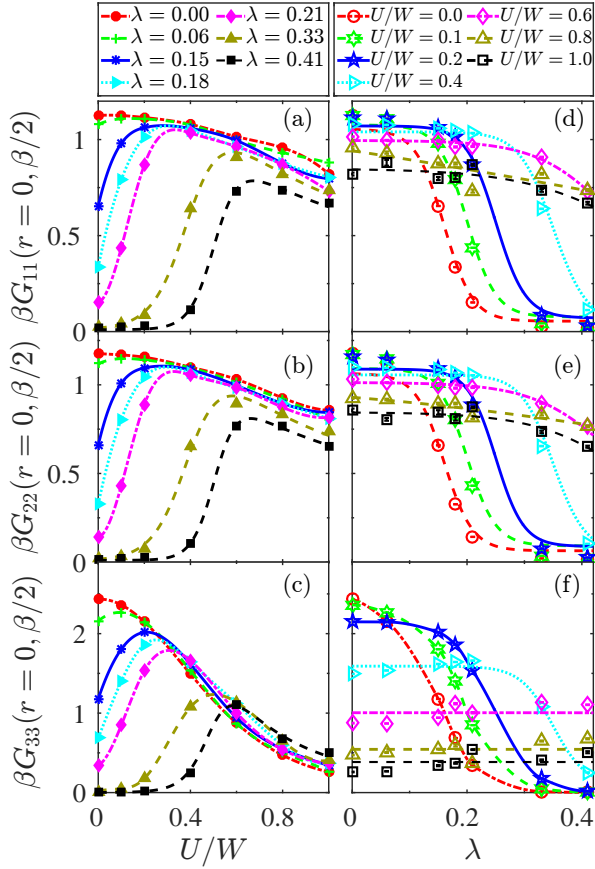 λ = 0.00
λ = 0.06
λ = 0.15
λ = 0.18
λ = 0.21
λ = 0.33
λ = 0.41
U/W = 0.0
U/W = 0.1
U/W = 0.2
U/W = 0.4
U/W = 0.6
U/W = 0.8
U/W = 1.0
βG₁₁(r = 0, β/2)
1
0.5
0
(a)
(d)
βG₂₂(r = 0, β/2)
1
0.5
0
(b)
(e)
βG₃₃(r = 0, β/2)
2
1
0
(c)
(f)
0 0.4 0.8
U/W
0 0.2 0.4
λ